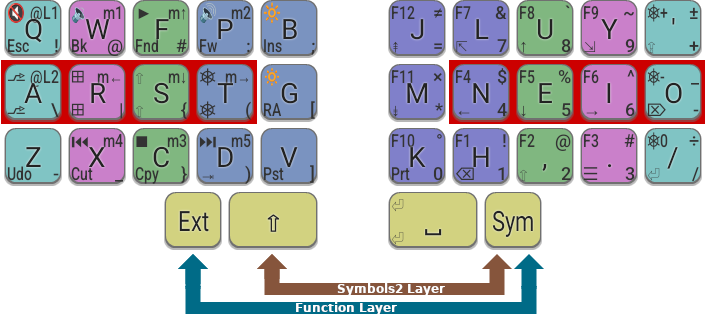 @L1 m1 m↑ m2 F12 ≠ F7 & F8 ` F9 ~ ±
Q W F P B J L U Y '
Esc ! Bk @ Fnd # Fw : Ins ; ‡ = ↖ 7 ↑ 8 ⇲ 9 ⇧ +
@L2 m← m↓ m→ F11 × F4 $ F5 % F6 ^ -
A R S T G M N E I O
\ | ⇧ { ( RA [ ↨ * ← 4 ↓ 5 → 6 ⌦ -
m4 m3 m5 F10 ° F1 ! F2 @ F3 # 0 ÷
Z X C D V K H , . /
Udo - Cut _ Cpy } ⇥ ) Pst ] Prt 0 ⌫ 1 ⇧ 2 ☰ 3 ⏎ /
Ext ⇧ ⏎ ⏎ ␣ Sym
Symbols2 Layer
Function Layer